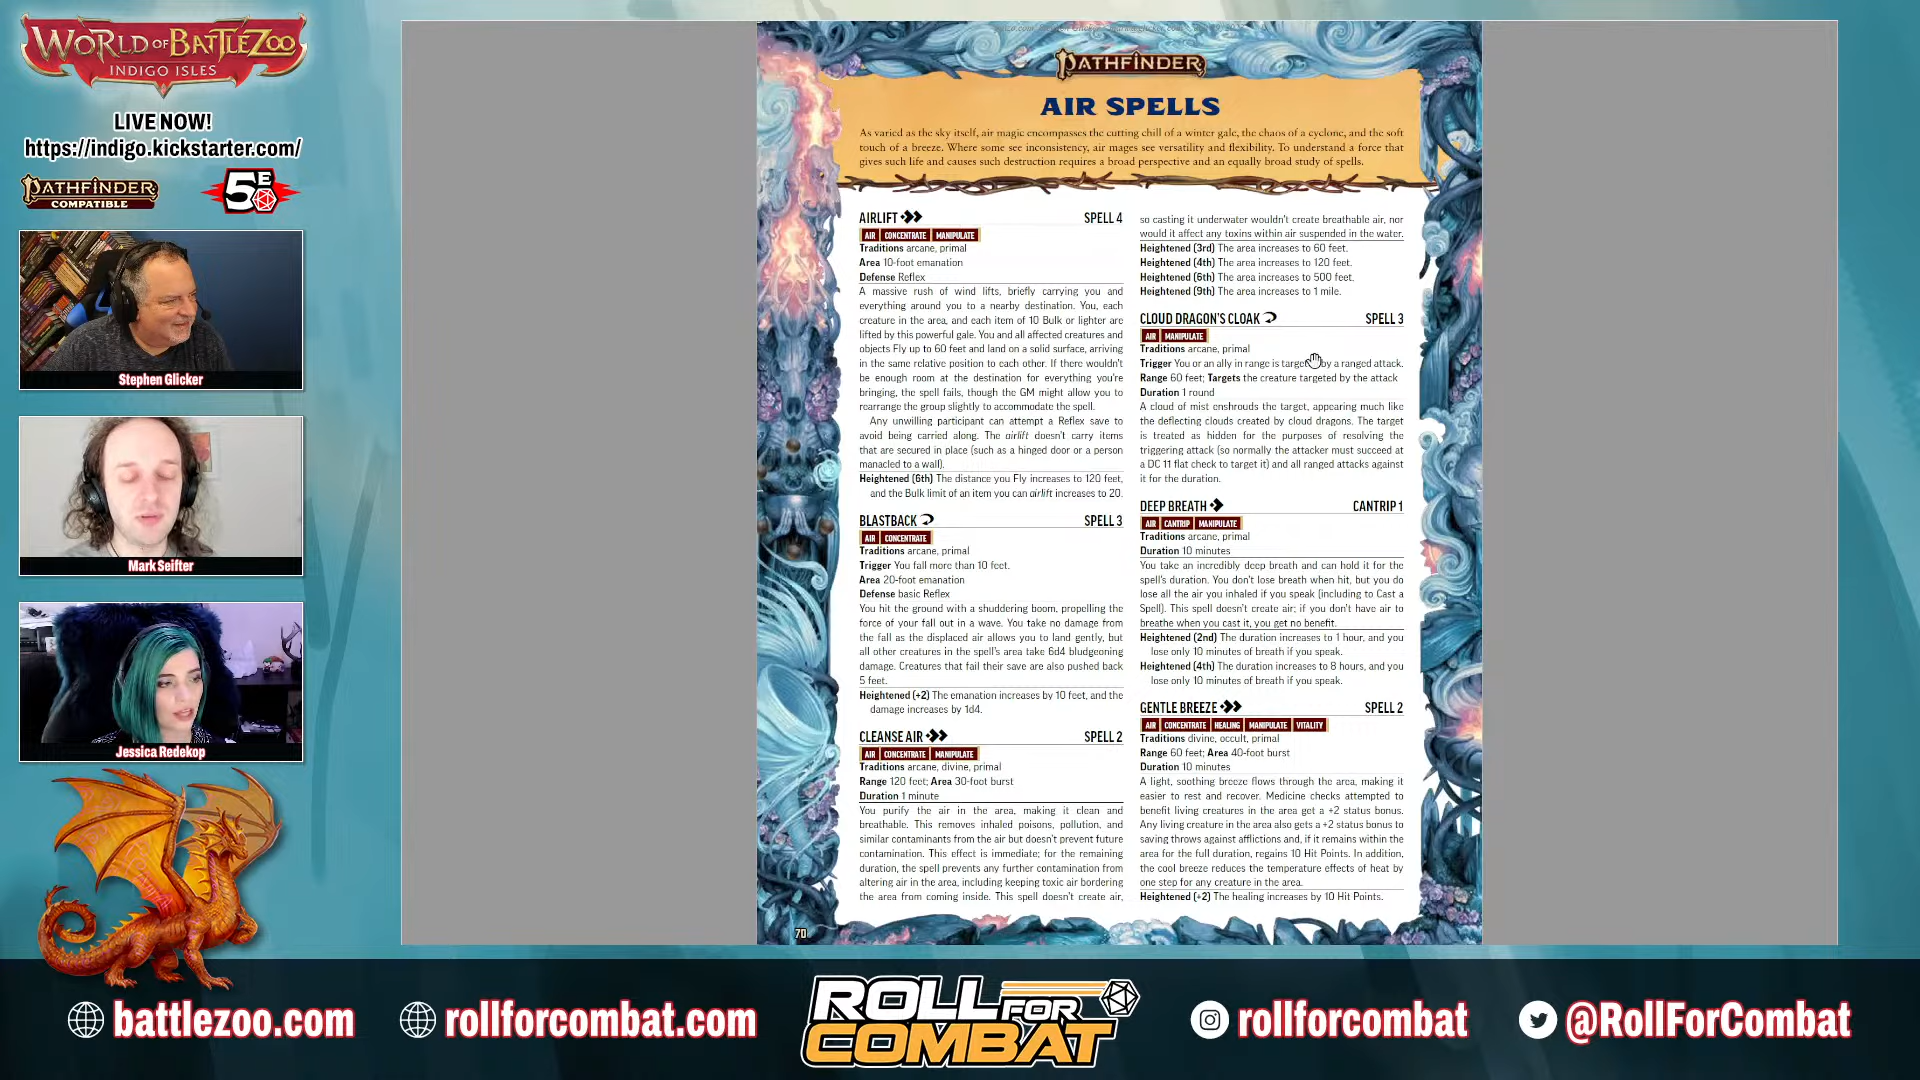 WORLD OF BATTLEZOO
INDIGO ISLES
LIVE NOW!
https://indigo.kickstarter.com/
PATHFINDER
COMPATIBLE
5E
Stephen Glicker
Mark Seifter
Jessica Redekop
PATHFINDER
AIR SPELLS
As varied as the sky itself, air magic encompasses the cutting chill of a winter gale, the chaos of a cyclone, and the soft
touch of a breeze. Where some see inconsistency, air mages see versatility and flexibility. To understand a force that
gives such life and causes such destruction requires a broad perspective and an equally broad study of spells.
AIRLIFT SPELL 4
AIR CONCENTRATE MANIPULATE
Traditions arcane, primal
Area 10-foot emanation
Defense Reflex
A massive rush of wind lifts, briefly carrying you and
everything around you to a nearby destination. You, each
creature in the area, and each item of 10 Bulk or lighter are
lifted by this powerful gale. You and all affected creatures and
objects Fly up to 60 feet and land on a solid surface, arriving
in the same relative position to each other. If there wouldn't
be enough room at the destination for everything you're
bringing, the spell fails, though the GM might allow you to
rearrange the group slightly to accommodate the spell.
Any unwilling participant can attempt a Reflex save to
avoid being carried along. The airlift doesn't carry items
that are secured in place (such as a hinged door or a person
manacled to a wall).
Heightened (6th) The distance you Fly increases to 120 feet,
and the Bulk limit of an item you can airlift increases to 20.
BLASTBACK SPELL 3
AIR CONCENTRATE
Traditions arcane, primal
Trigger You fall more than 10 feet.
Area 20-foot emanation
Defense basic Reflex
You hit the ground with a shuddering boom, propelling the
force of your fall out in a wave. You take no damage from
the fall as the displaced air allows you to land gently, but
all other creatures in the spell's area take 6d4 bludgeoning
damage. Creatures that fail their save are also pushed back
5 feet.
Heightened (+2) The emanation increases by 10 feet, and the
damage increases by 1d4.
CLEANSE AIR SPELL 2
AIR CONCENTRATE MANIPULATE
Traditions arcane, divine, primal
Range 120 feet; Area 30-foot burst
Duration 1 minute
You purify the air in the area, making it clean and
breathable. This removes inhaled poisons, pollution, and
similar contaminants from the air but doesn't prevent future
contamination. This effect is immediate; for the remaining
duration, the spell prevents any further contamination from
altering air in the area, including keeping toxic air bordering
the area from coming inside. This spell doesn't create air,
so casting it underwater wouldn't create breathable air, nor
would it affect any toxins within air suspended in the water.
Heightened (3rd) The area increases to 60 feet.
Heightened (4th) The area increases to 120 feet.
Heightened (6th) The area increases to 500 feet.
Heightened (9th) The area increases to 1 mile.
CLOUD DRAGON'S CLOAK SPELL 3
AIR MANIPULATE
Traditions arcane, primal
Trigger You or an ally in range is targeted by a ranged attack.
Range 60 feet; Targets the creature targeted by the attack
Duration 1 round
A cloud of mist enshrouds the target, appearing much like
the deflecting clouds created by cloud dragons. The target
is treated as hidden for the purposes of resolving the
triggering attack (so normally the attacker must succeed at
a DC 11 flat check to target it) and all ranged attacks against
it for the duration.
DEEP BREATH CANTRIP 1
AIR CANTRIP MANIPULATE
Traditions arcane, primal
Duration 10 minutes
You take an incredibly deep breath and can hold it for the
spell's duration. You don't lose breath when hit, but you do
lose all the air you inhaled if you speak (including to Cast a
Spell). This spell doesn't create air; if you don't have air to
breathe when you cast it, you get no benefit.
Heightened (2nd) The duration increases to 1 hour, and you
lose only 10 minutes of breath if you speak.
Heightened (4th) The duration increases to 8 hours, and you
lose only 10 minutes of breath if you speak.
GENTLE BREEZE SPELL 2
AIR CONCENTRATE HEALING MANIPULATE VITALITY
Traditions divine, occult, primal
Range 60 feet; Area 40-foot burst
Duration 10 minutes
A light, soothing breeze flows through the area, making it
easier to rest and recover. Medicine checks attempted to
benefit living creatures in the area get a +2 status bonus.
Any living creature in the area also gets a +2 status bonus to
saving throws against afflictions and, if it remains within the
area for the full duration, regains 10 Hit Points. In addition,
the cool breeze reduces the temperature effects of heat by
one step for any creature in the area.
Heightened (+2) The healing increases by 10 Hit Points.
70
battlezoo.com
rollforcombat.com
ROLL FOR
COMBAT
rollforcombat
@RollForCombat